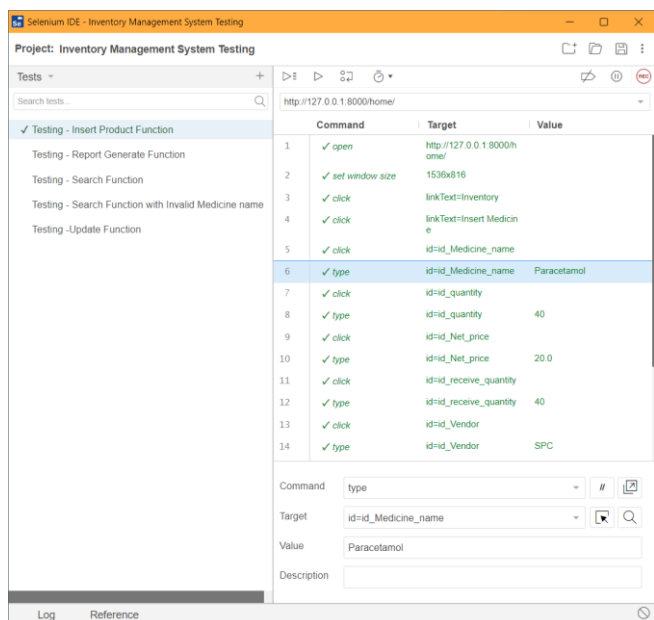 Se Selenium IDE - Inventory Management System Testing
Project: Inventory Management System Testing
Tests
Search tests...
✓ Testing - Insert Product Function
Testing - Report Generate Function
Testing - Search Function
Testing - Search Function with Invalid Medicine name
Testing -Update Function
REC
http://127.0.0.1:8000/home/
Command Target Value
1 ✓ open http://127.0.0.1:8000/h
ome/
2 ✓ set window size 1536x816
3 ✓ click linkText=Inventory
4 ✓ click linkText=Insert Medicin
e
5 ✓ click id=id_Medicine_name
6 ✓ type id=id_Medicine_name Paracetamol
7 ✓ click id=id_quantity
8 ✓ type id=id_quantity 40
9 ✓ click id=id_Net_price
10 ✓ type id=id_Net_price 20.0
11 ✓ click id=id_receive_quantity
12 ✓ type id=id_receive_quantity 40
13 ✓ click id=id_Vendor
14 ✓ type id=id_Vendor SPC
Command type //
Target id=id_Medicine_name
Value Paracetamol
Description
Log Reference